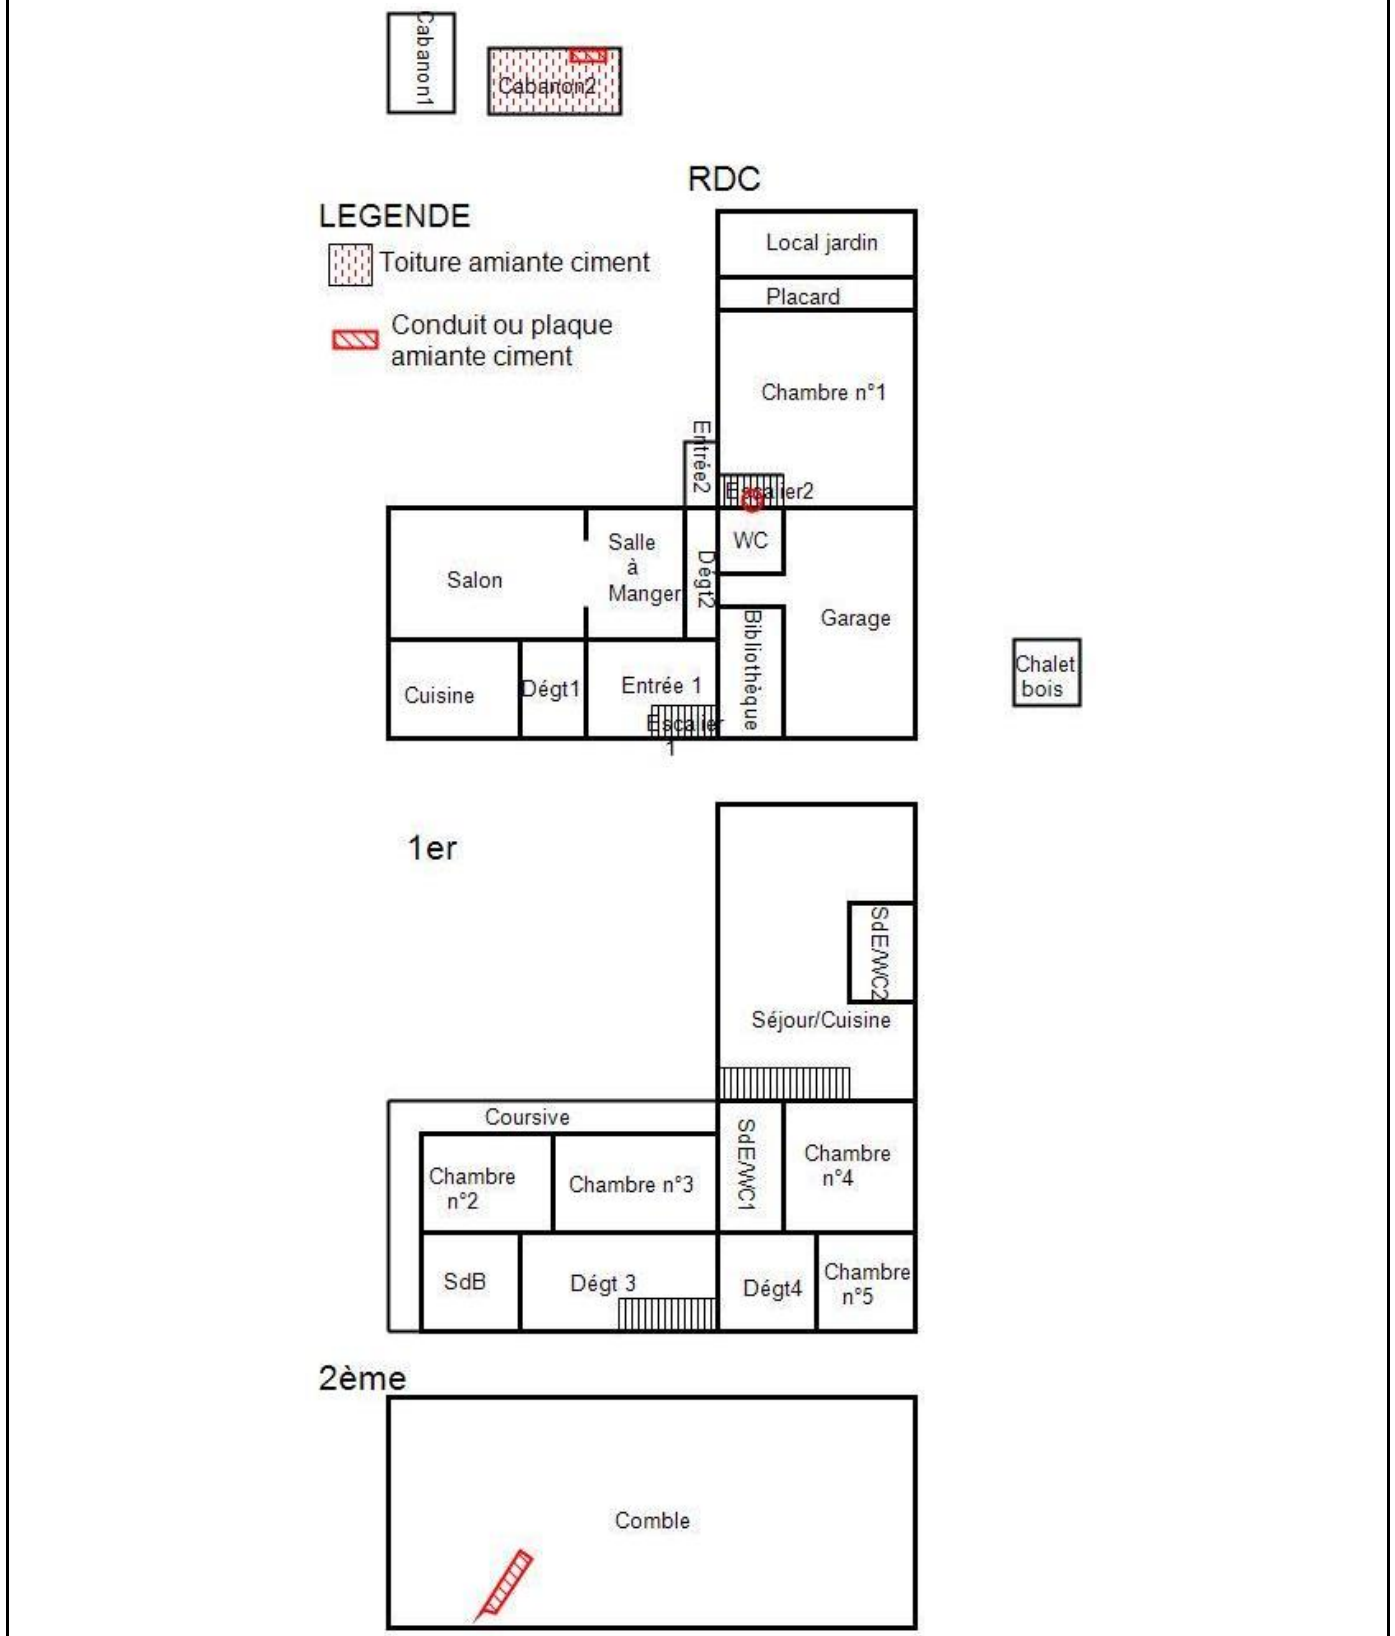 Cabanon1
Cabanon2
RDC
LEGENDE
Toiture amiante ciment
Conduit ou plaque
amiante ciment
Local jardin
Placard
Chambre n°1
Entrée2
Escalier2
WC
Salle
à
Manger
Dégt2
Salon
Garage
Bibliothèque
Cuisine
Dégt1
Entrée 1
Escalier
1
Chalet
bois
1er
SdE/WC2
Séjour/Cuisine
Coursive
Chambre
n°2
Chambre n°3
SdE/WC1
Chambre
n°4
SdB
Dégt 3
Dégt4
Chambre
n°5
2ème
Comble